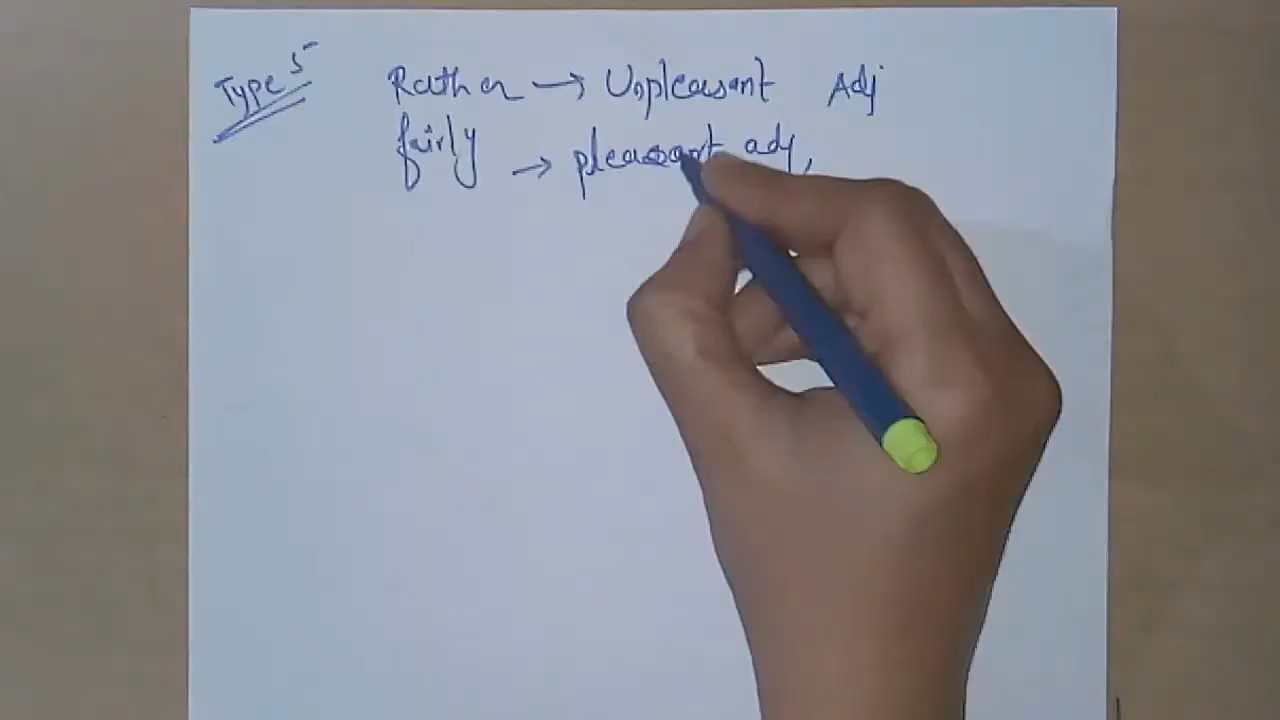 Type 5
Rather → Unpleasant Adj
fairly → pleasant adj,